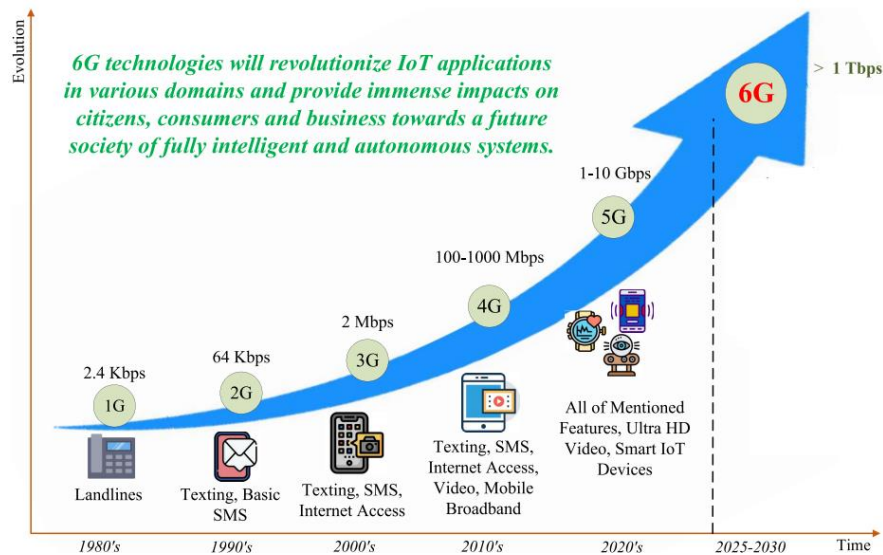 Evolution
6G technologies will revolutionize IoT applications
in various domains and provide immense impacts on
citizens, consumers and business towards a future
society of fully intelligent and autonomous systems.
> 1 Tbps
6G
1-10 Gbps
5G
100-1000 Mbps
4G
2 Mbps
3G
64 Kbps
2G
2.4 Kbps
1G
Landlines
Texting, Basic
SMS
Texting, SMS,
Internet Access
Texting, SMS,
Internet Access,
Video, Mobile
Broadband
All of Mentioned
Features, Ultra HD
Video, Smart IoT
Devices
1980's
1990's
2000's
2010's
2020's
2025-2030
Time